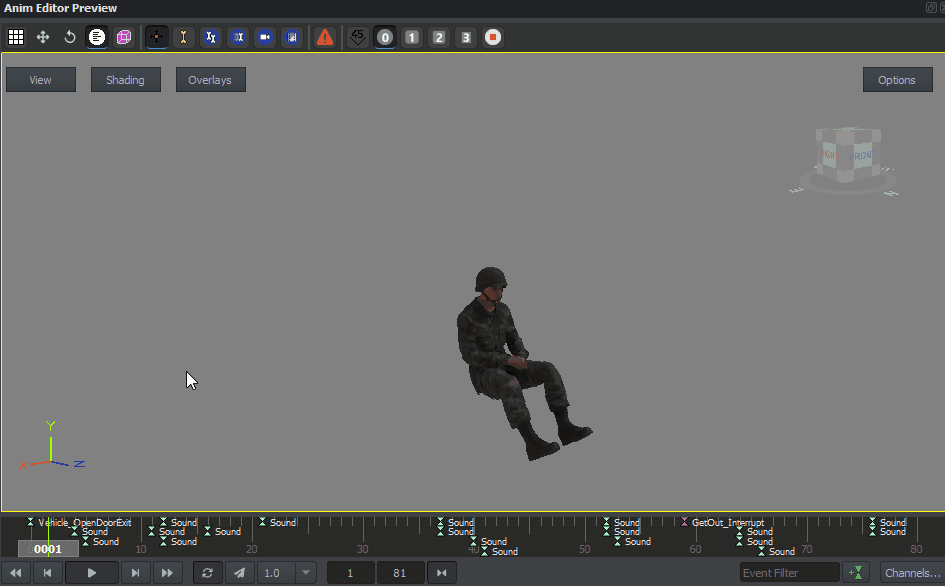 Anim Editor Preview
45 0 1 2 3
View Shading Overlays Options
FRONT
Y
X Z
Vehicle_OpenDoorExit Sound Sound Sound Sound GetOut_Interrupt Sound
Sound Sound Sound Sound Sound Sound Sound
Sound Sound Sound Sound Sound
Sound Sound
0001 10 20 30 40 50 60 70 80
1.0 1 81 Event Filter Channels...